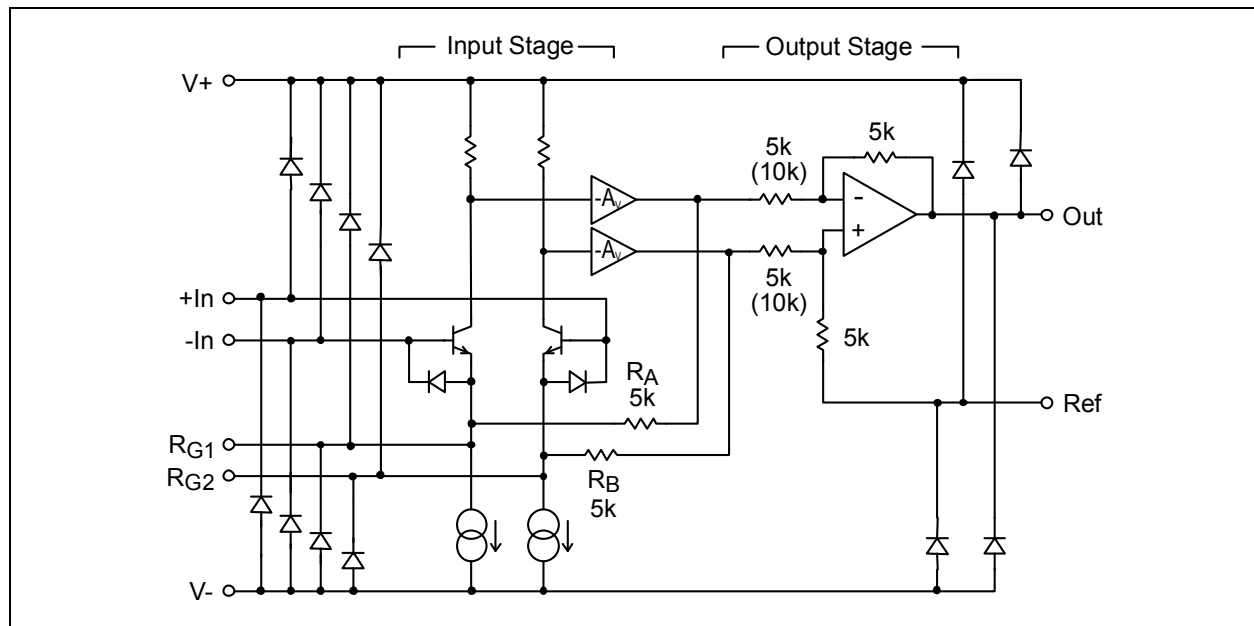 Input Stage
Output Stage
V+
5k
(10k)
5k
-Av
-
+
Out
-Av
5k
(10k)
+In
-In
5k
RA
5k
Ref
RG1
RG2
RB
5k
V-